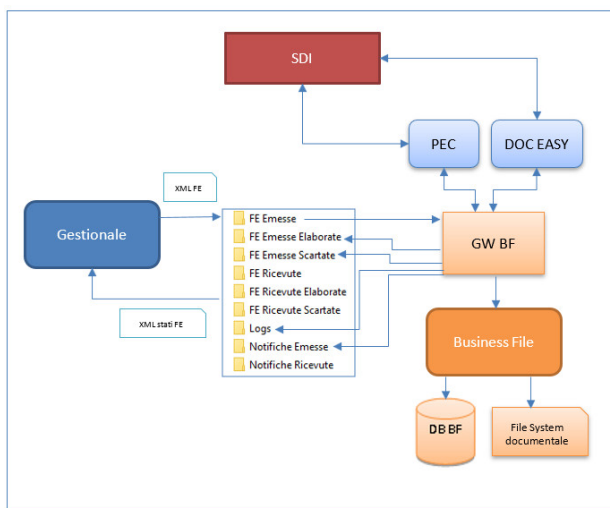 SDI
PEC
DOC EASY
XML FE
Gestionale
FE Emesse
FE Emesse Elaborate
FE Emesse Scartate
FE Ricevute
FE Ricevute Elaborate
FE Ricevute Scartate
Logs
Notifiche Emesse
Notifiche Ricevute
GW BF
XML stati FE
Business File
DB BF
File System
documentale